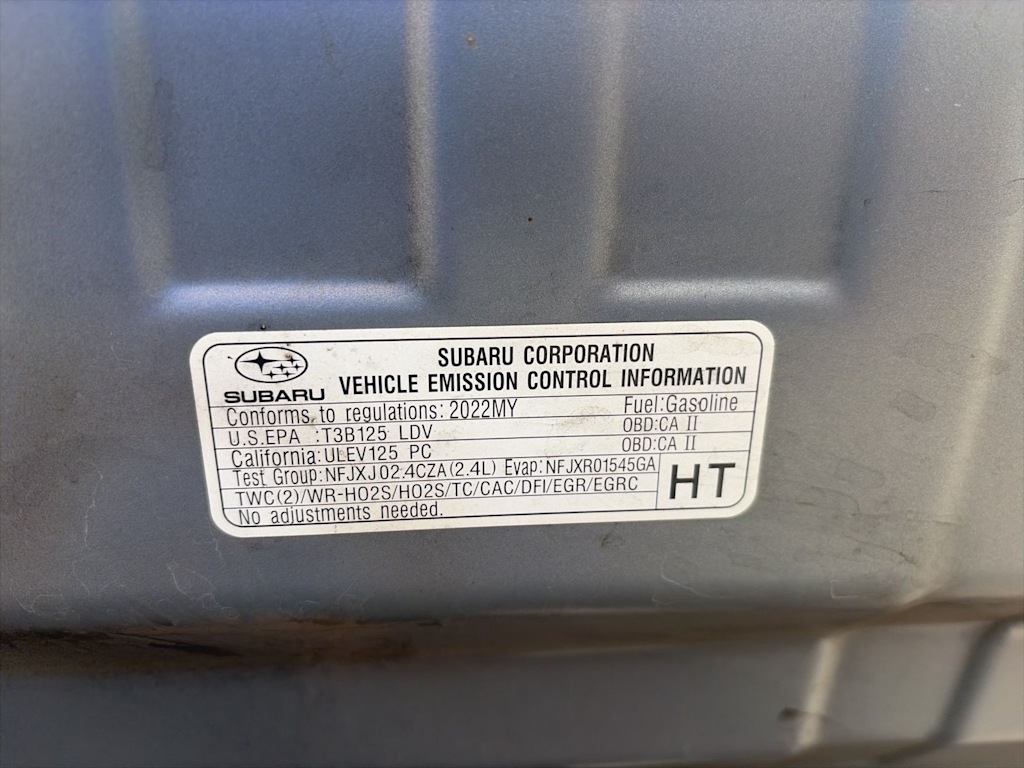 SUBARU
SUBARU CORPORATION
VEHICLE EMISSION CONTROL INFORMATION
Conforms to regulations: 2022MY Fuel:Gasoline
U.S.EPA :T3B125 LDV OBD:CA II
California:ULEV125 PC OBD:CA II
Test Group:NFJXJ02.4CZA(2.4L) Evap:NFJXR01545GA
TWC(2)/WR-HO2S/HO2S/TC/CAC/DFI/EGR/EGRC
No adjustments needed.
HT